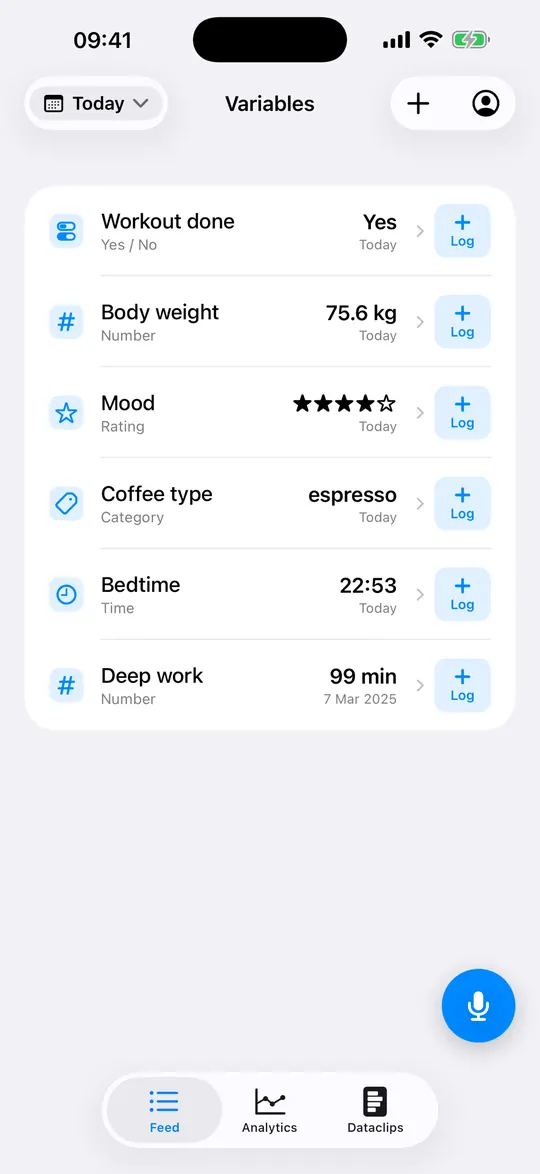 09:41
Today
Variables
Workout done
Yes / No
Yes
Today
Log
Body weight
Number
75.6 kg
Today
Log
Mood
Rating
★★★★☆
Today
Log
Coffee type
Category
espresso
Today
Log
Bedtime
Time
22:53
Today
Log
Deep work
Number
99 min
7 Mar 2025
Log
Feed
Analytics
Dataclips